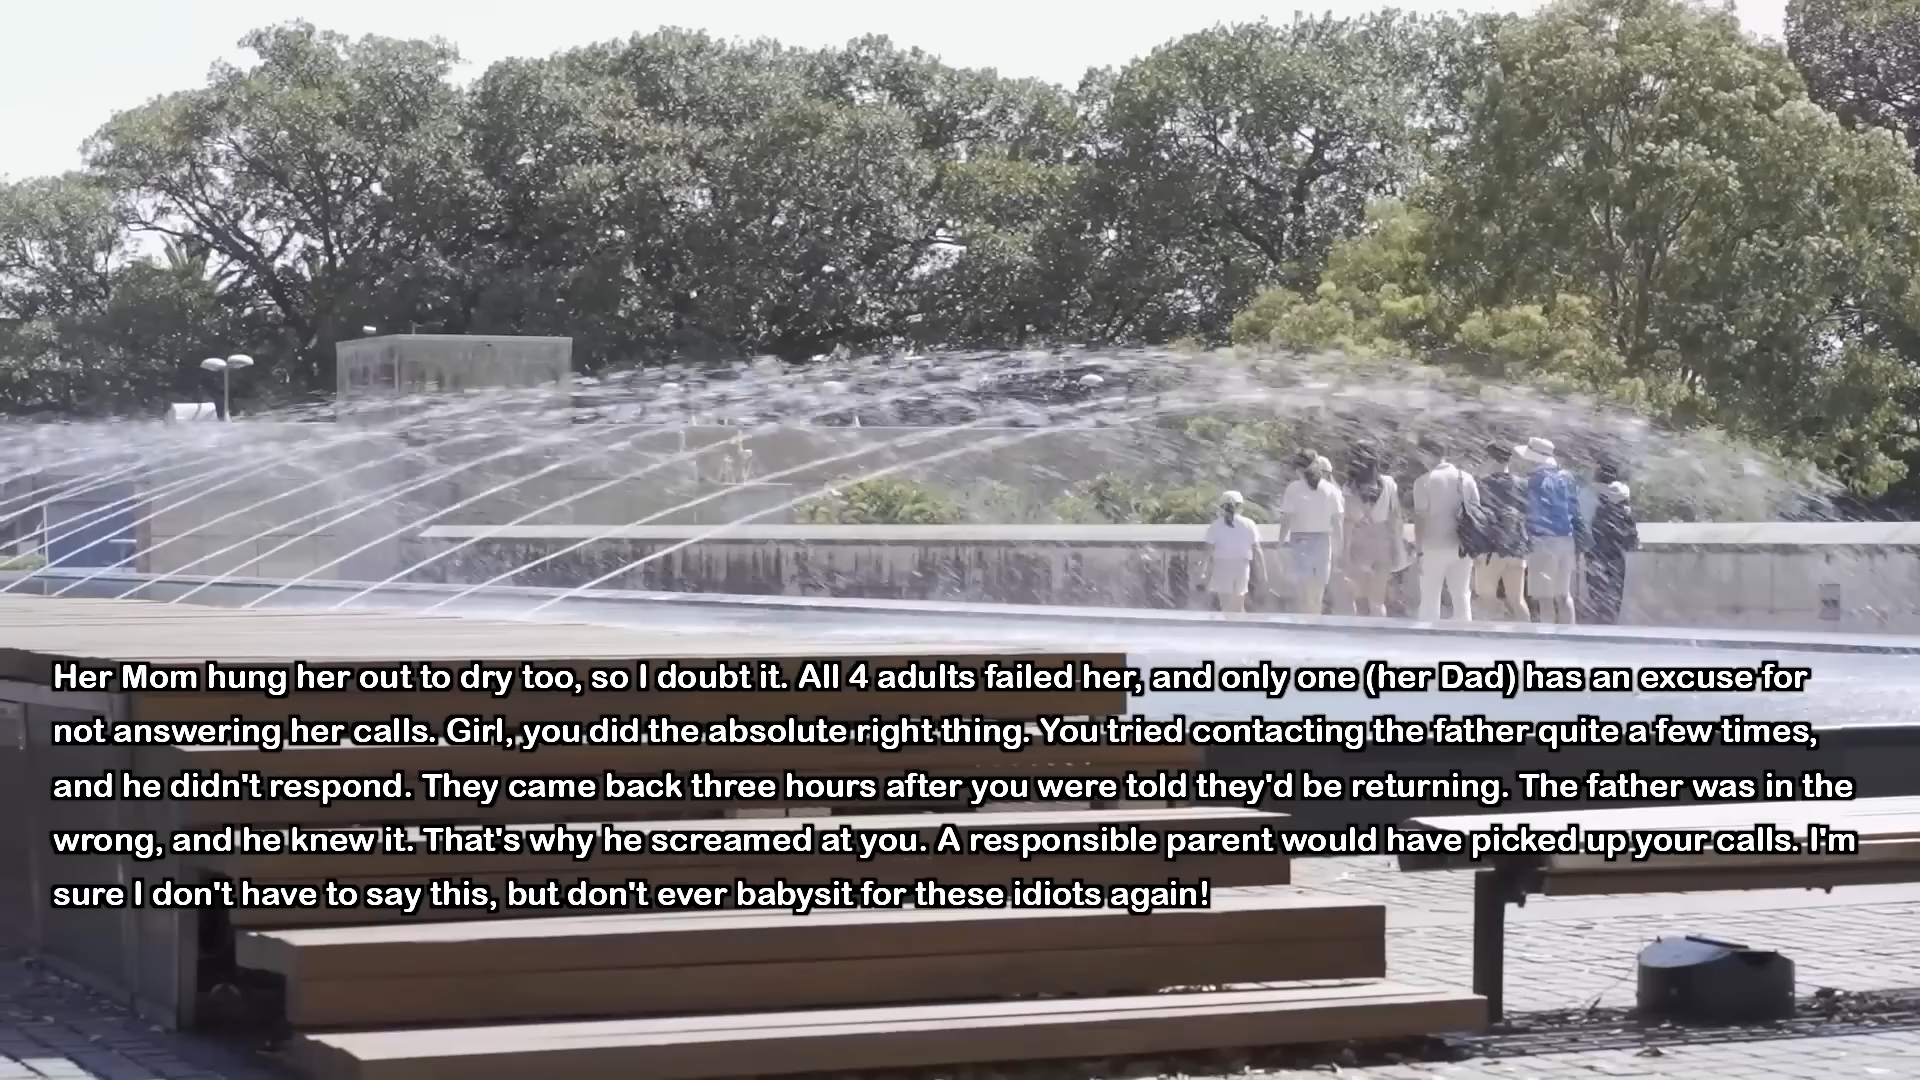 Her Mom hung her out to dry too, so I doubt it. All 4 adults failed her, and only one (her Dad) has an excuse for
not answering her calls. Girl, you did the absolute right thing. You tried contacting the father quite a few times,
and he didn't respond. They came back three hours after you were told they'd be returning. The father was in the
wrong, and he knew it. That's why he screamed at you. A responsible parent would have picked up your calls. I'm
sure I don't have to say this, but don't ever babysit for these idiots again!